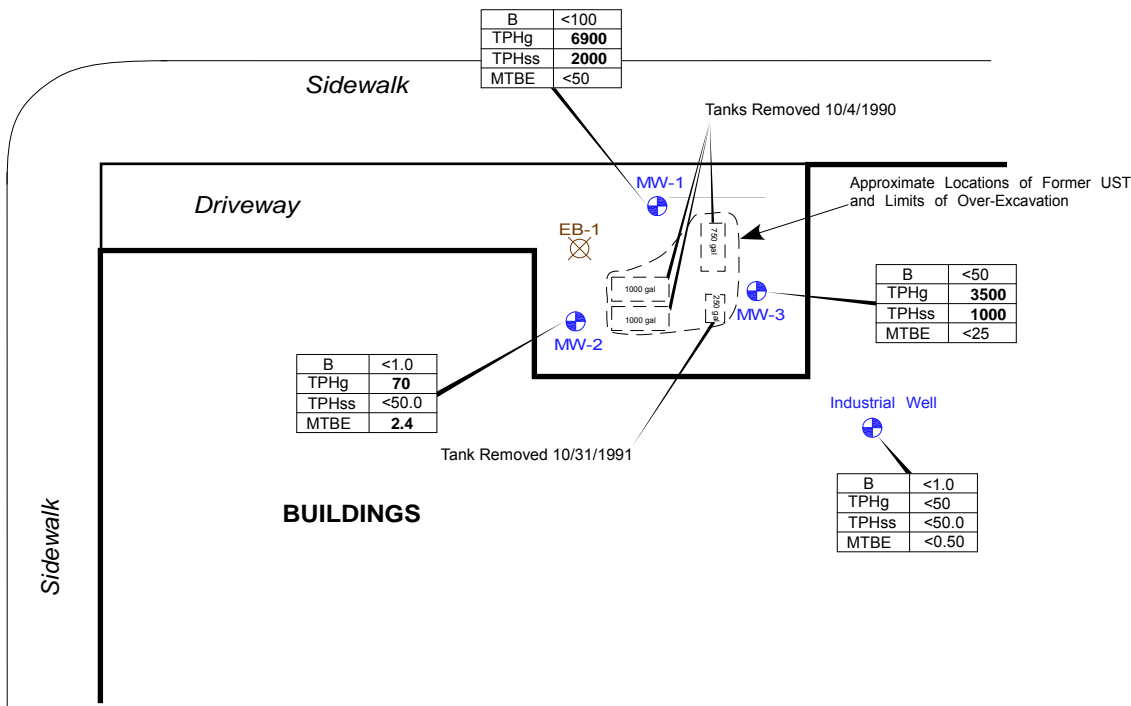 B <100
TPHg 6900
TPHss 2000
MTBE <50
Sidewalk
Tanks Removed 10/4/1990
MW-1
Approximate Locations of Former UST
and Limits of Over-Excavation
Driveway
EB-1
750 gal
1000 gal
1000 gal
250 gal
MW-3
MW-2
B <50
TPHg 3500
TPHss 1000
MTBE <25
B <1.0
TPHg 70
TPHss <50.0
MTBE 2.4
Industrial Well
Tank Removed 10/31/1991
B <1.0
TPHg <50
TPHss <50.0
MTBE <0.50
BUILDINGS
Sidewalk